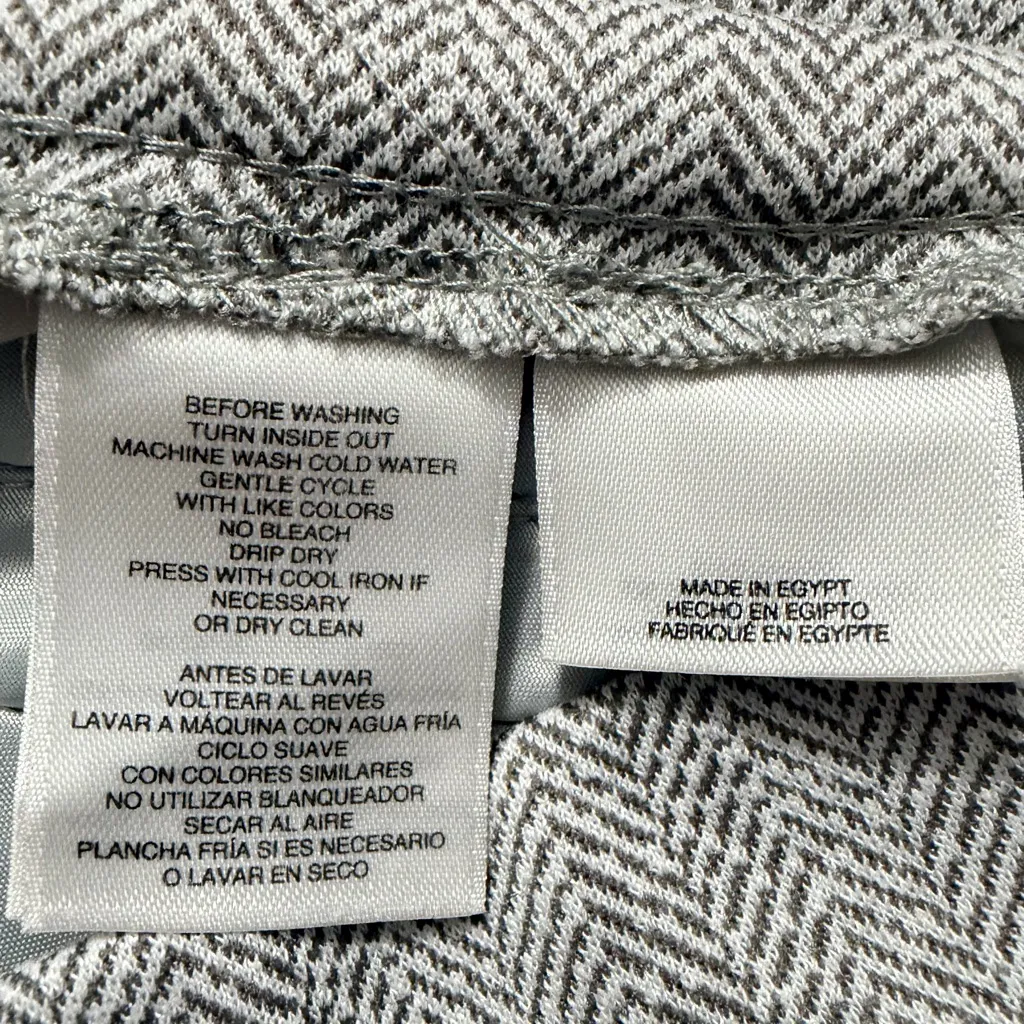 BEFORE WASHING
TURN INSIDE OUT
MACHINE WASH COLD WATER
GENTLE CYCLE
WITH LIKE COLORS
NO BLEACH
DRIP DRY
PRESS WITH COOL IRON IF
NECESSARY
OR DRY CLEAN
ANTES DE LAVAR
VOLTEAR AL REVÉS
LAVAR A MÁQUINA CON AGUA FRÍA
CICLO SUAVE
CON COLORES SIMILARES
NO UTILIZAR BLANQUEADOR
SECAR AL AIRE
PLANCHA FRÍA SI ES NECESARIO
O LAVAR EN SECO
MADE IN EGYPT
HECHO EN EGIPTO
FABRIQUÉ EN EGYPTE